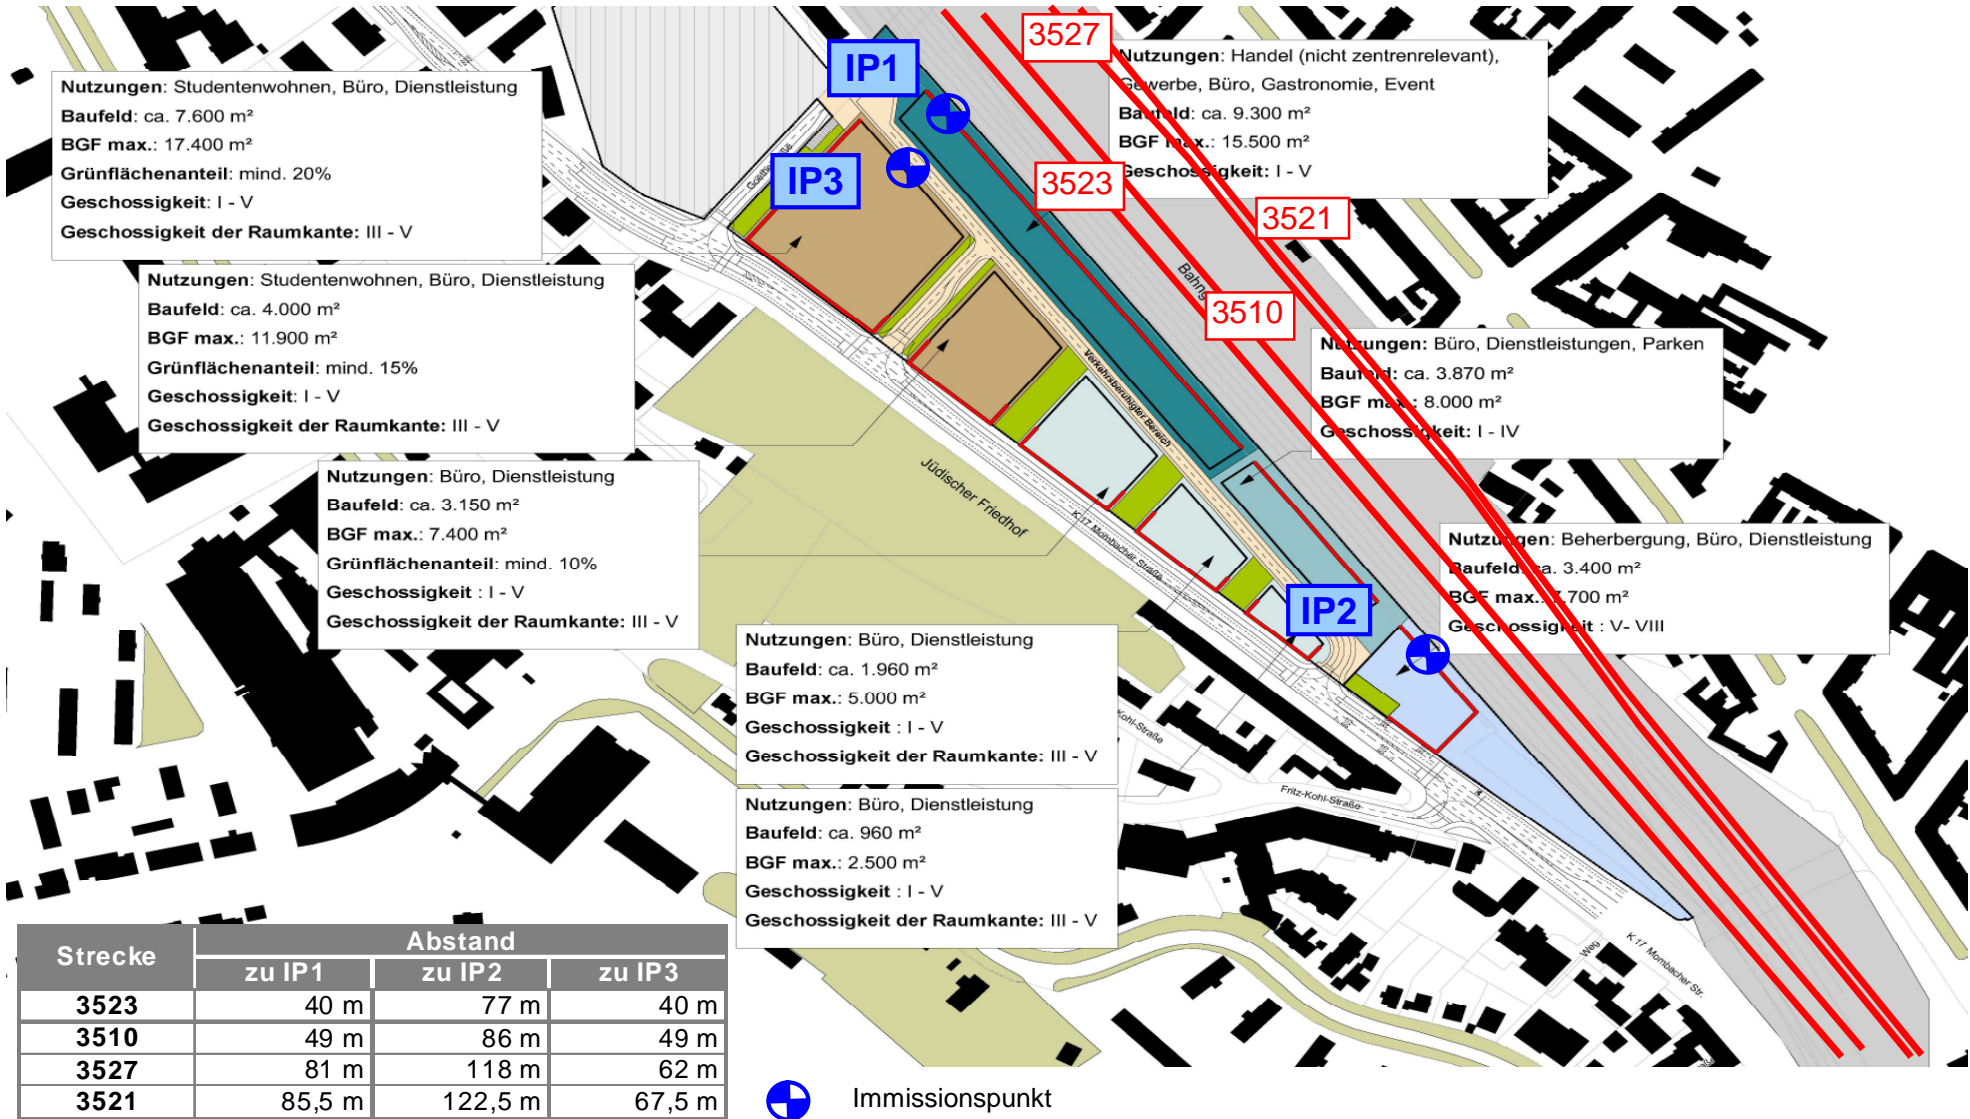 3527
IP1
Nutzungen: Handel (nicht zentrenrelevant),
Gewerbe, Büro, Gastronomie, Event
Baufeld: ca. 9.300 m²
BGF max.: 15.500 m²
Geschossigkeit: I - V
Nutzungen: Studentenwohnen, Büro, Dienstleistung
Baufeld: ca. 7.600 m²
BGF max.: 17.400 m²
Grünflächenanteil: mind. 20%
Geschossigkeit: I - V
Geschossigkeit der Raumkante: III - V
IP3
3523
3521
3510
Nutzungen: Studentenwohnen, Büro, Dienstleistung
Baufeld: ca. 4.000 m²
BGF max.: 11.900 m²
Grünflächenanteil: mind. 15%
Geschossigkeit: I - V
Geschossigkeit der Raumkante: III - V
Nutzungen: Büro, Dienstleistungen, Parken
Baufeld: ca. 3.870 m²
BGF max.: 8.000 m²
Geschossigkeit: I - IV
Verkehrsberuhigter Bereich
Jüdischer Friedhof
K 17 Mombacher Straße
Nutzungen: Büro, Dienstleistung
Baufeld: ca. 3.150 m²
BGF max.: 7.400 m²
Grünflächenanteil: mind. 10%
Geschossigkeit : I - V
Geschossigkeit der Raumkante: III - V
Nutzungen: Beherbergung, Büro, Dienstleistung
Baufeld: ca. 3.400 m²
BGF max.: 7.700 m²
Geschossigkeit : V- VIII
IP2
Nutzungen: Büro, Dienstleistung
Baufeld: ca. 1.960 m²
BGF max.: 5.000 m²
Geschossigkeit : I - V
Geschossigkeit der Raumkante: III - V
Kohl-Straße
Fritz-Kohl-Straße
Nutzungen: Büro, Dienstleistung
Baufeld: ca. 960 m²
BGF max.: 2.500 m²
Geschossigkeit : I - V
Geschossigkeit der Raumkante: III - V
Weg
K 17 Mombacher Str.
Strecke Abstand
zu IP1 zu IP2 zu IP3
3523 40 m 77 m 40 m
3510 49 m 86 m 49 m
3527 81 m 118 m 62 m
3521 85,5 m 122,5 m 67,5 m
Immissionspunkt